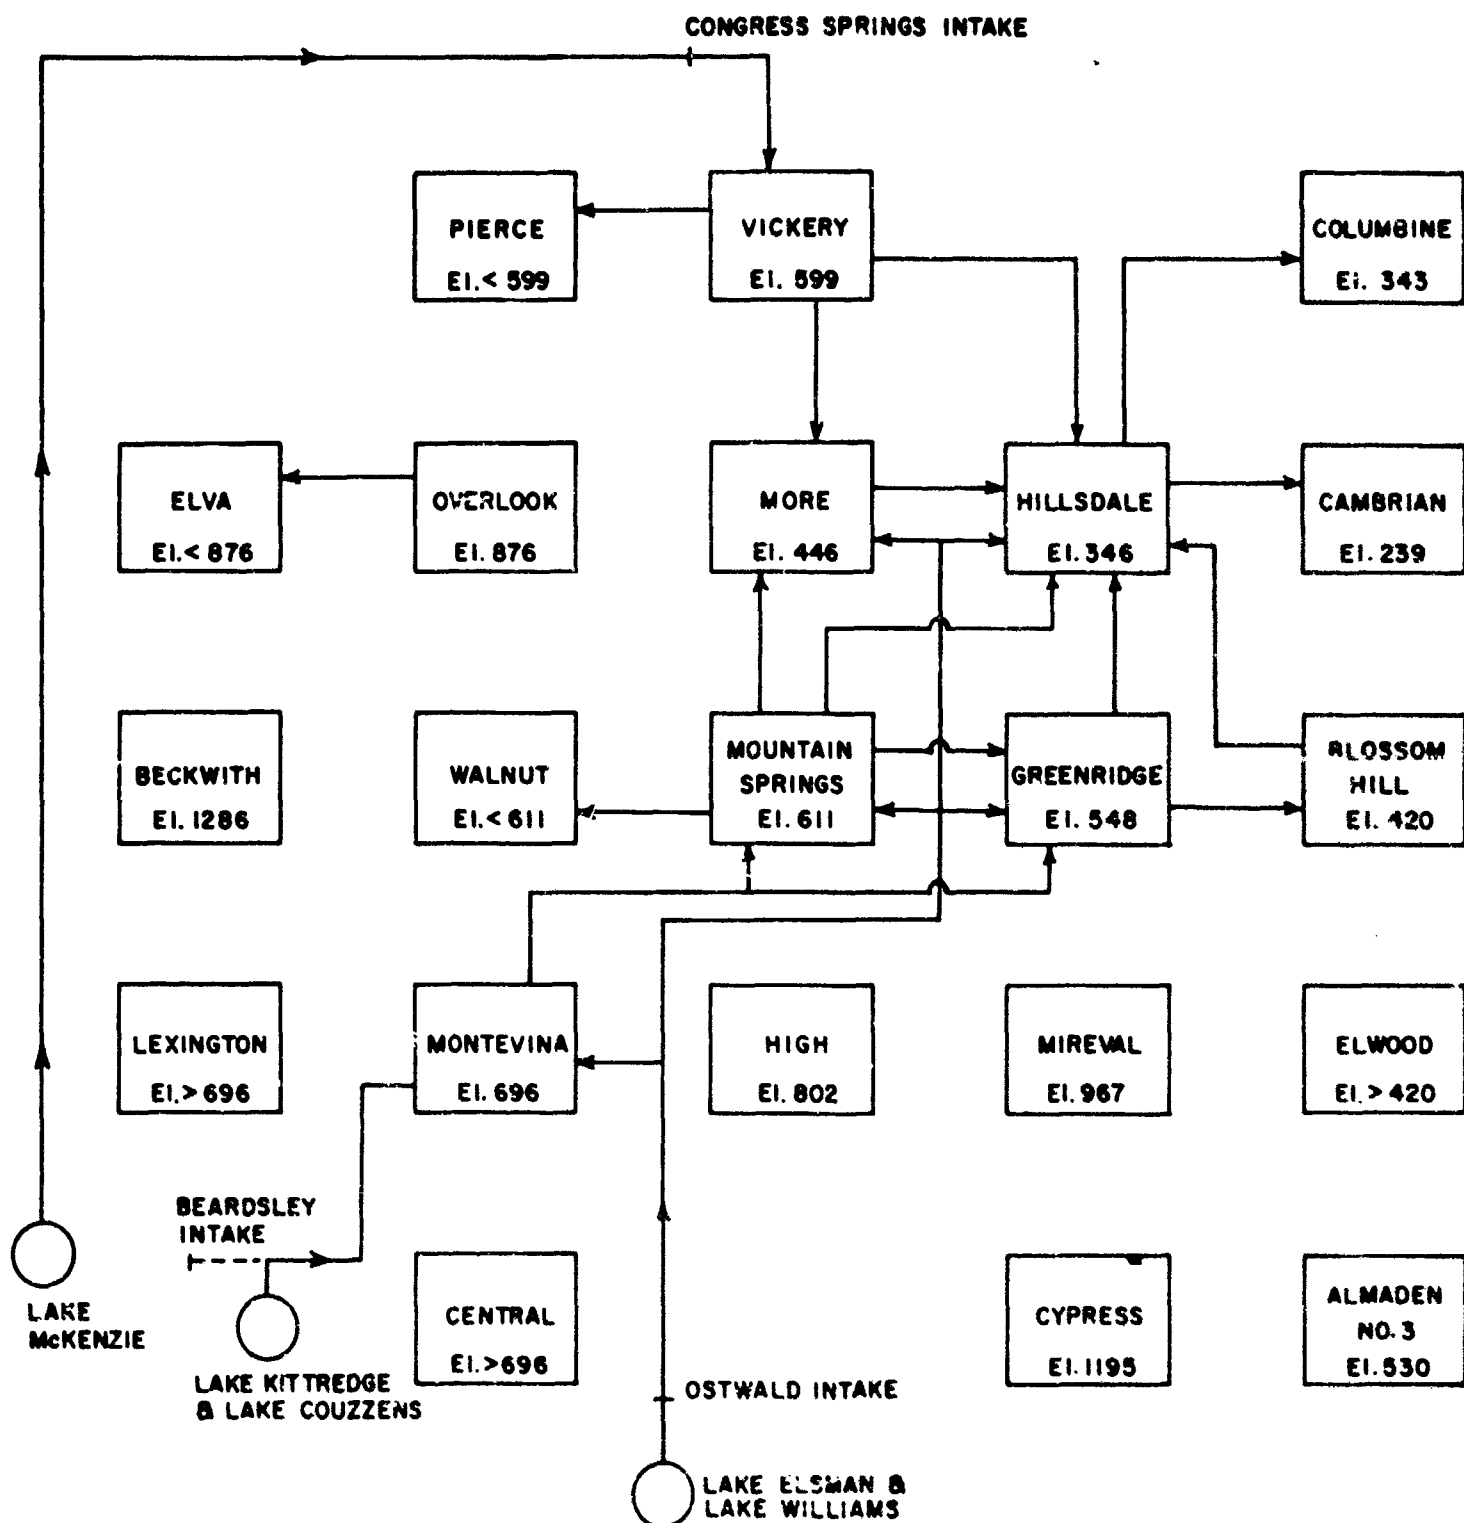 CONGRESS SPRINGS INTAKE
PIERCE
El.< 599
VICKERY
El. 599
COLUMBINE
El. 343
ELVA
El.< 876
OVERLOOK
El. 876
MORE
El. 446
HILLSDALE
El. 346
CAMBRIAN
El. 239
BECKWITH
El. 1286
WALNUT
El.< 611
MOUNTAIN
SPRINGS
El. 611
GREENRIDGE
El. 548
BLOSSOM
HILL
El. 420
LEXINGTON
El.> 696
MONTEVINA
El. 696
HIGH
El. 802
MIREVAL
El. 967
ELWOOD
El. > 420
BEARDSLEY
INTAKE
LAKE
McKENZIE
LAKE KITTREDGE
& LAKE COUZZENS
CENTRAL
El. >696
CYPRESS
El. 1195
ALMADEN
NO. 3
El. 530
OSTWALD INTAKE
LAKE ELSMAN &
LAKE WILLIAMS